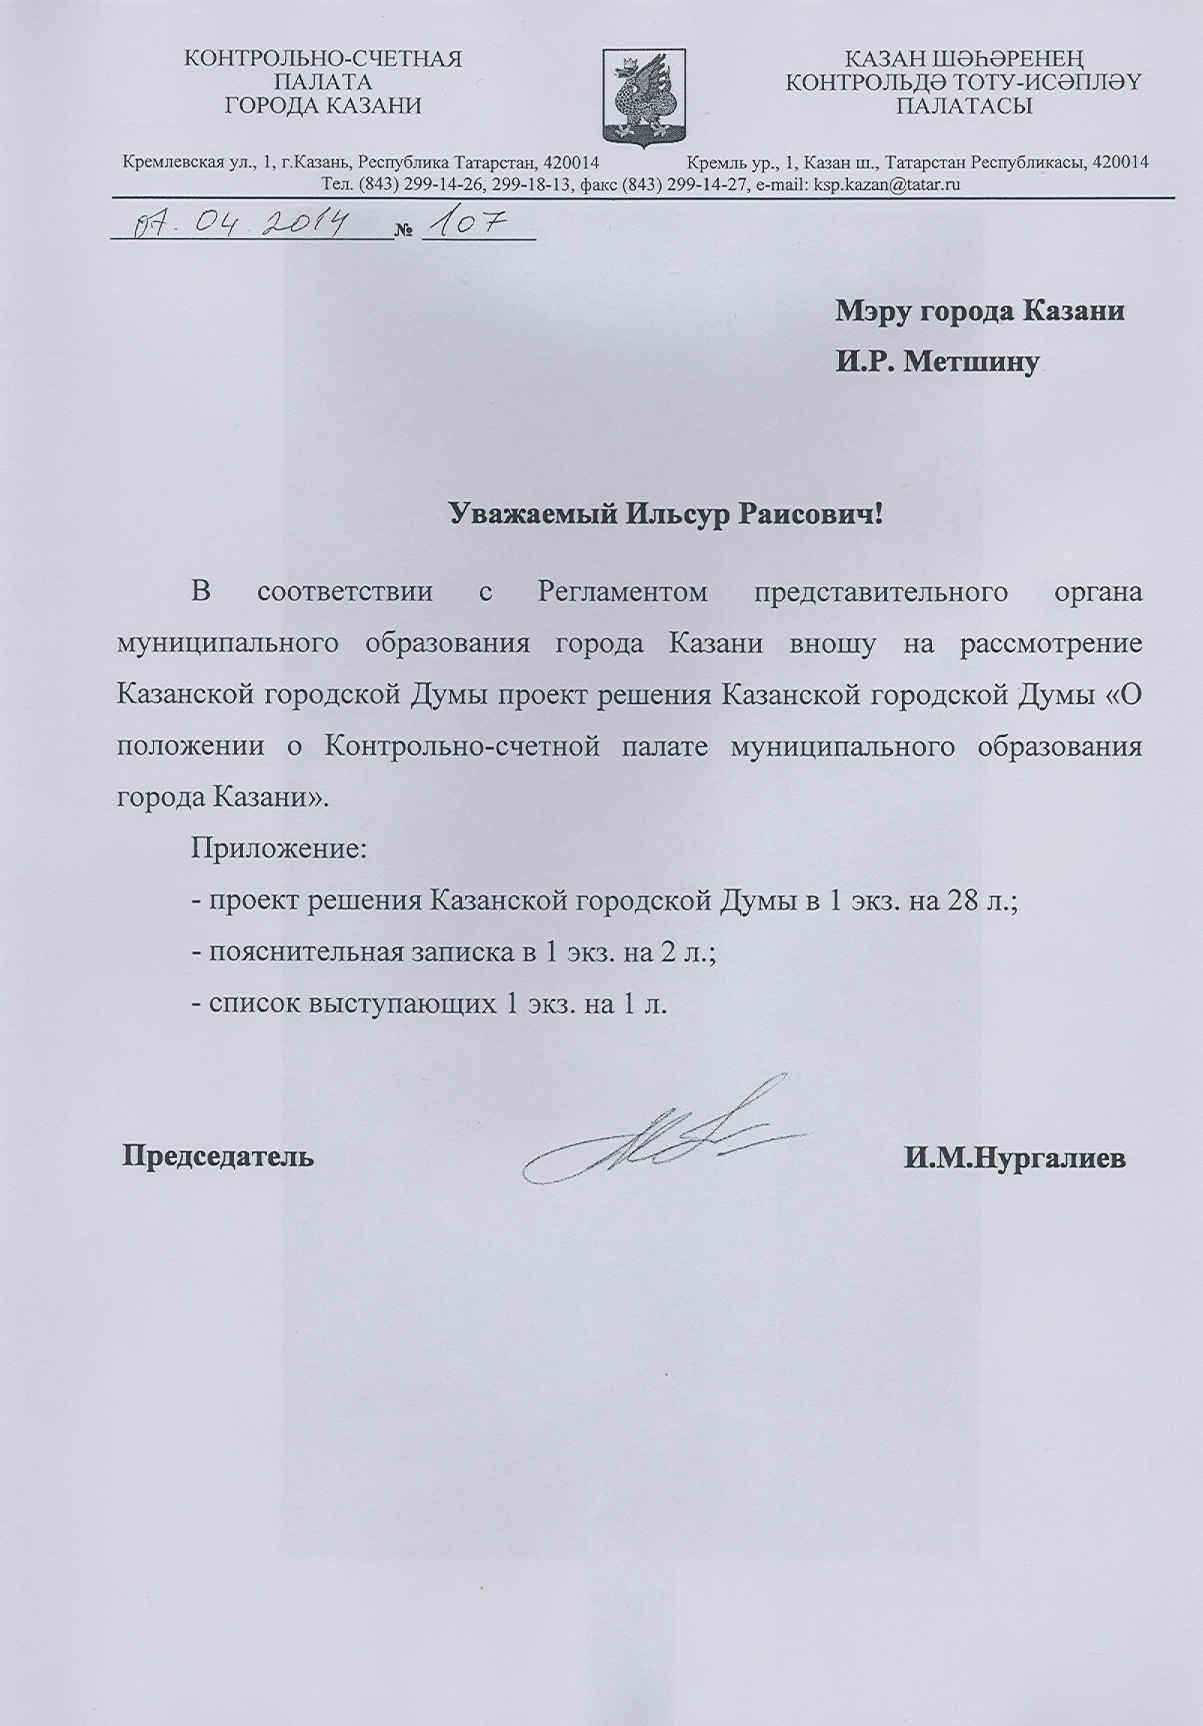 КОНТРОЛЬНО-СЧЕТНАЯ
ПАЛАТА
ГОРОДА КАЗАНИ
КАЗАН ШӘҺӘРЕНЕҢ
КОНТРОЛЬДӘ ТОТУ-ИСӘПЛӘҮ
ПАЛАТАСЫ
Кремлевская ул., 1, г.Казань, Республика Татарстан, 420014
Кремль ур., 1, Казан ш., Татарстан Республикасы, 420014
Тел. (843) 299-14-26, 299-18-13, факс (843) 299-14-27, e-mail: ksp.kazan@tatar.ru
07. 04. 2014 № 107
Мэру города Казани
И.Р. Метшину
Уважаемый Ильсур Раисович!
В соответствии с Регламентом представительного органа
муниципального образования города Казани вношу на рассмотрение
Казанской городской Думы проект решения Казанской городской Думы «О
положении о Контрольно-счетной палате муниципального образования
города Казани».
Приложение:
- проект решения Казанской городской Думы в 1 экз. на 28 л.;
- пояснительная записка в 1 экз. на 2 л.;
- список выступающих 1 экз. на 1 л.
Председатель
И.М.Нургалиев